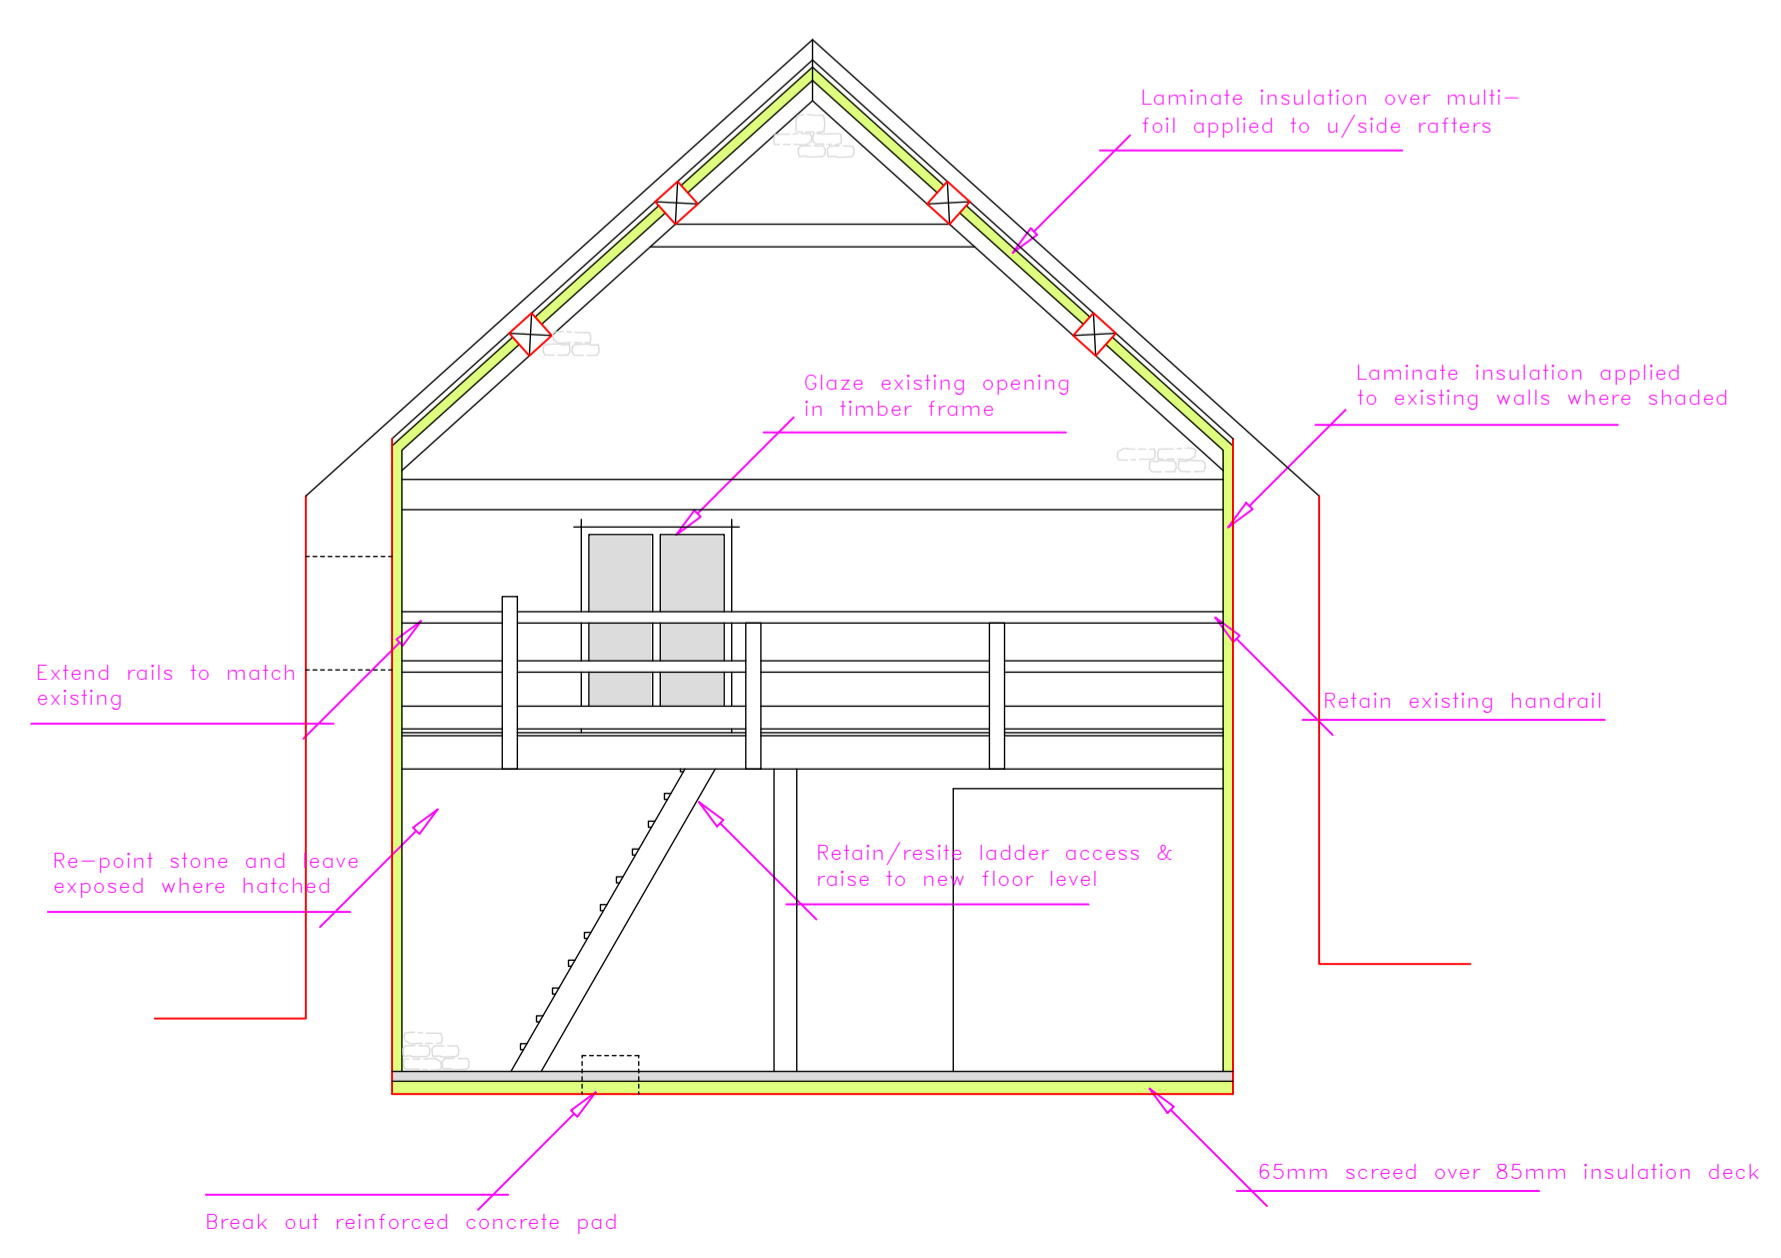 Laminate insulation over multi-
foil applied to u/side rafters
Laminate insulation applied
to existing walls where shaded
Glaze existing opening
in timber frame
Extend rails to match
existing
Retain existing handrail
Re-point stone and leave
exposed where hatched
Retain/resite ladder access &
raise to new floor level
65mm screed over 85mm insulation deck
Break out reinforced concrete pad